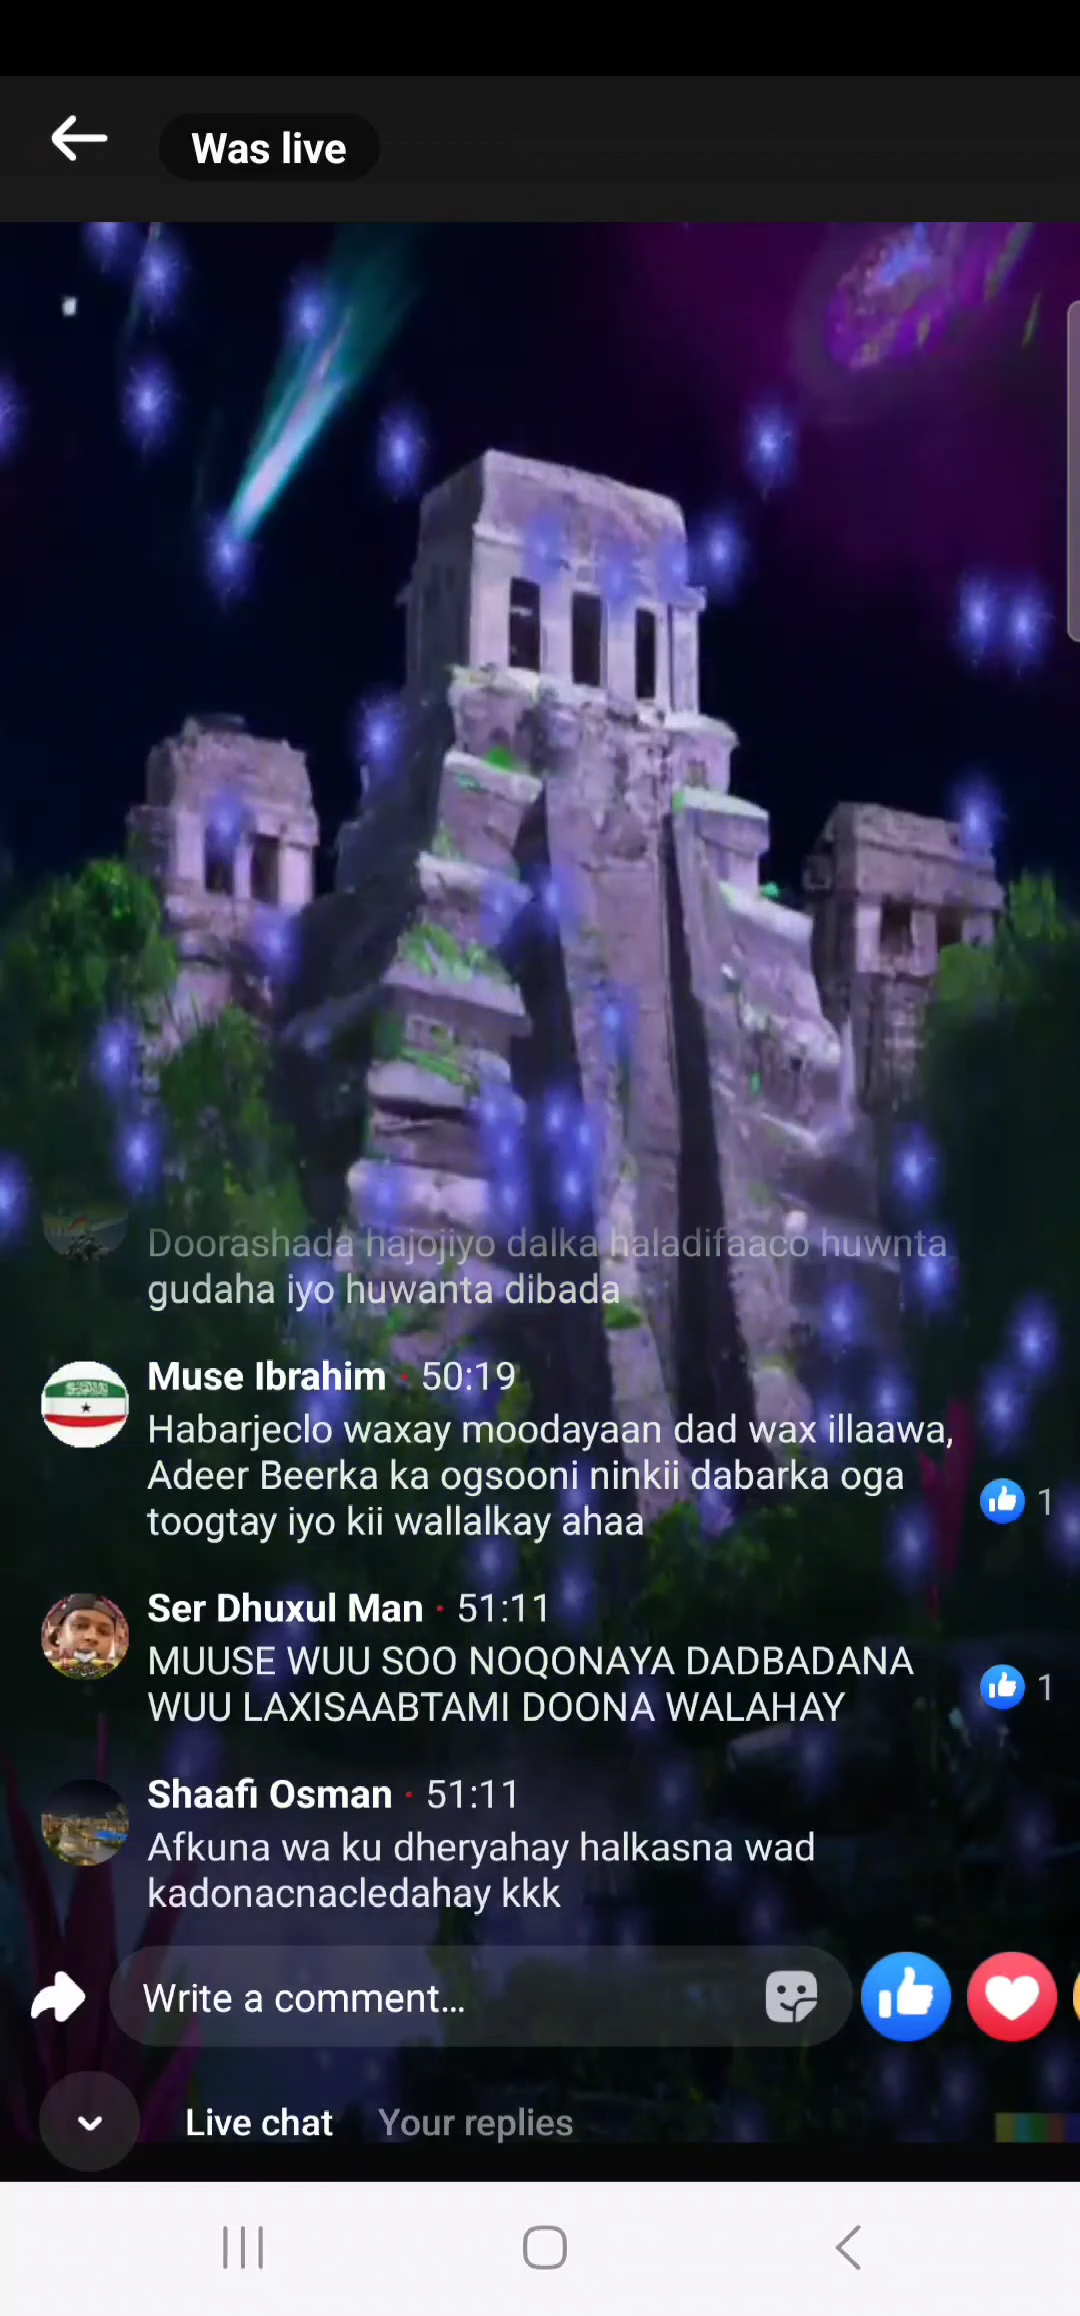 Was live
Doorashada hajojiyo dalka haladifaaco huwnta
gudaha iyo huwanta dibada
Muse Ibrahim · 50:19
Habarjeclo waxay moodayaan dad wax illaawa,
Adeer Beerka ka ogsooni ninkii dabarka oga
toogtay iyo kii wallalkay ahaa
1
Ser Dhuxul Man · 51:11
MUUSE WUU SOO NOQONAYA DADBADANA
WUU LAXISAABTAMI DOONA WALAHAY
1
Shaafi Osman · 51:11
Afkuna wa ku dheryahay halkasna wad
kadonacnacledahay kkk
Write a comment...
Live chat Your replies